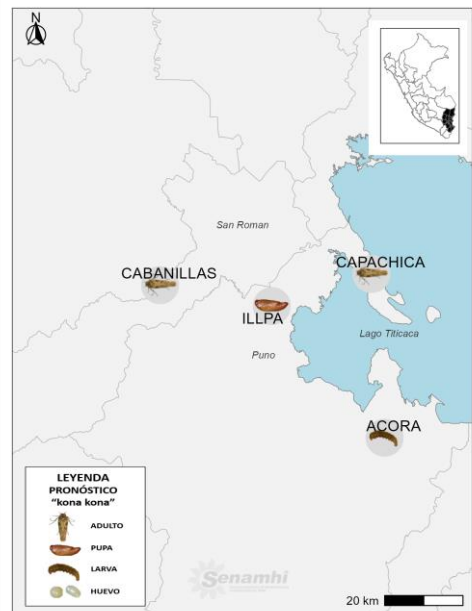 N
San Roman
CABANILLAS
CAPACHICA
ILLPA
Lago Titicaca
Puno
ACORA
LEYENDA
PRONÓSTICO
“kona kona”
ADULTO
PUPA
LARVA
HUEVO
Senamhi
20 km